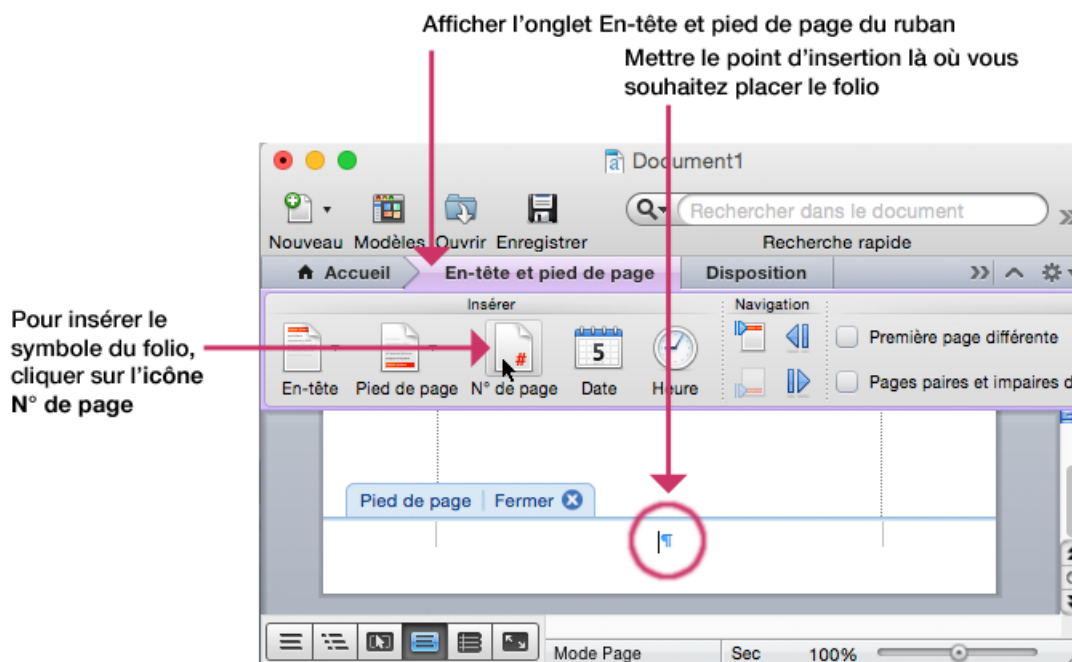 Afficher l'onglet En-tête et pied de page du ruban
Mettre le point d'insertion là où vous
souhaitez placer le folio
Document1
Rechercher dans le document
Nouveau Modèles Ouvrir Enregistrer Recherche rapide
Accueil En-tête et pied de page Disposition
Insérer Navigation
Pour insérer le
symbole du folio,
cliquer sur l'icône
N° de page
# 5
Première page différente
En-tête Pied de page N° de page Date Heure
Pages paires et impaires d
Pied de page Fermer
¶
Mode Page Sec 100%